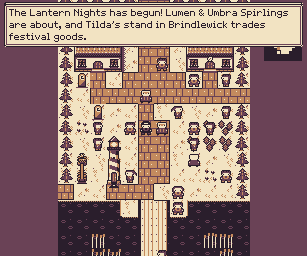 The Lantern Nights has begun! Lumen & Umbra Spirlings
are about, and Tilda's stand in Brindlewick trades
festival goods.